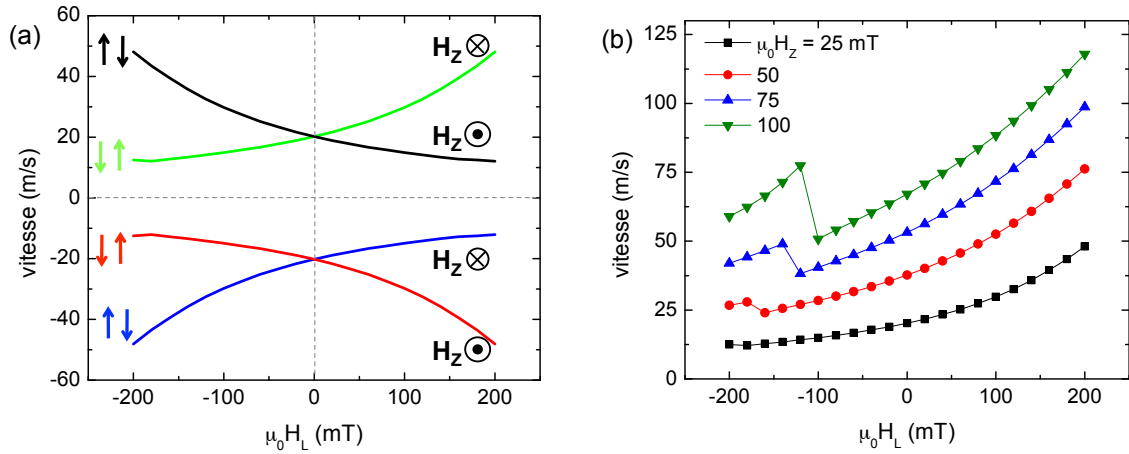 (a)
60
40
20
0
-20
-40
-60
vitesse (m/s)
H_Z ⊗
H_Z ⊙
H_Z ⊗
H_Z ⊙
-200 -100 0 100 200
μ₀H_L (mT)
(b)
125
100
75
50
25
0
vitesse (m/s)
μ₀H_Z = 25 mT
50
75
100
-200 -100 0 100 200
μ₀H_L (mT)